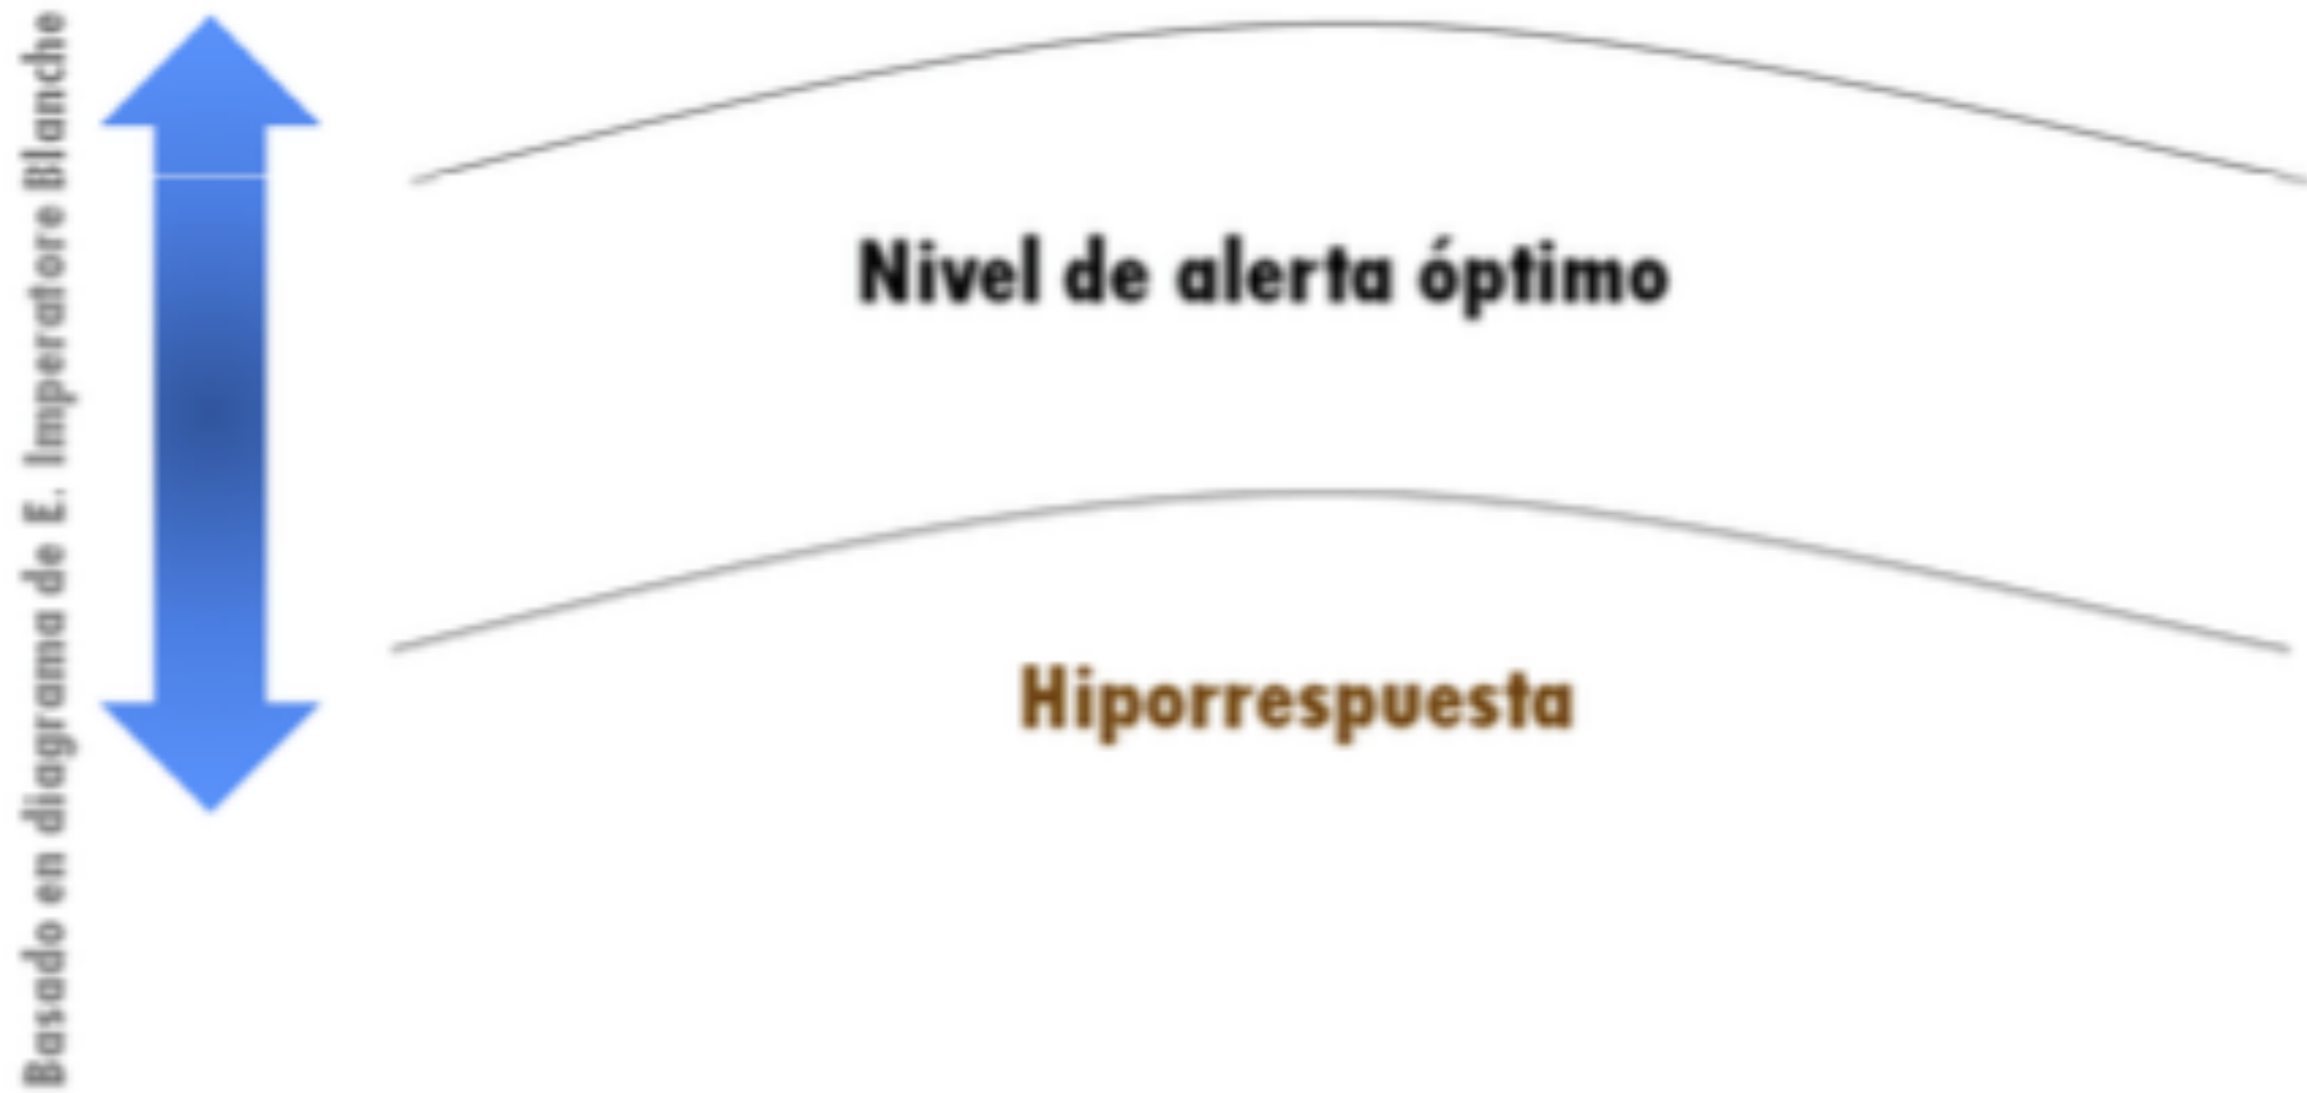 Basado en diagrama de E. Imperatore Blanche
Nivel de alerta óptimo
Hiporrespuesta